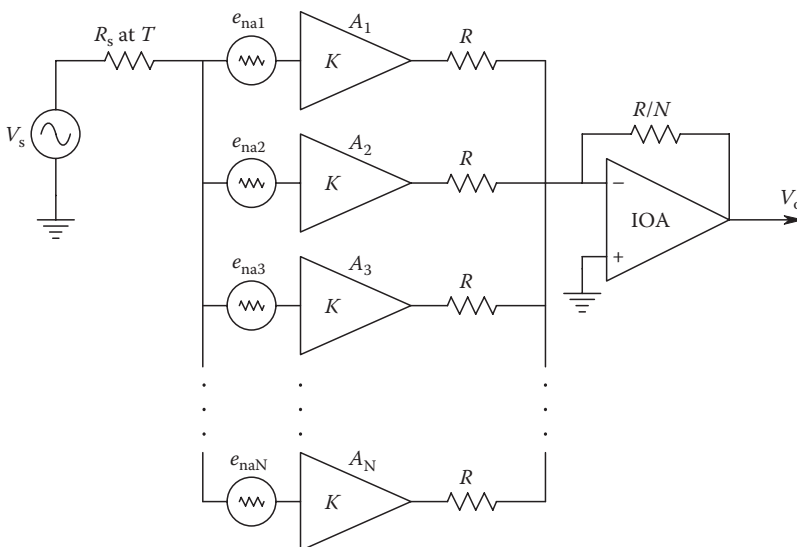 e_na1 A_1 R
R_s at T
K
V_s
e_na2 A_2 R R/N
K − IOA V_o
+
e_na3 A_3 R
K
e_naN A_N R
K